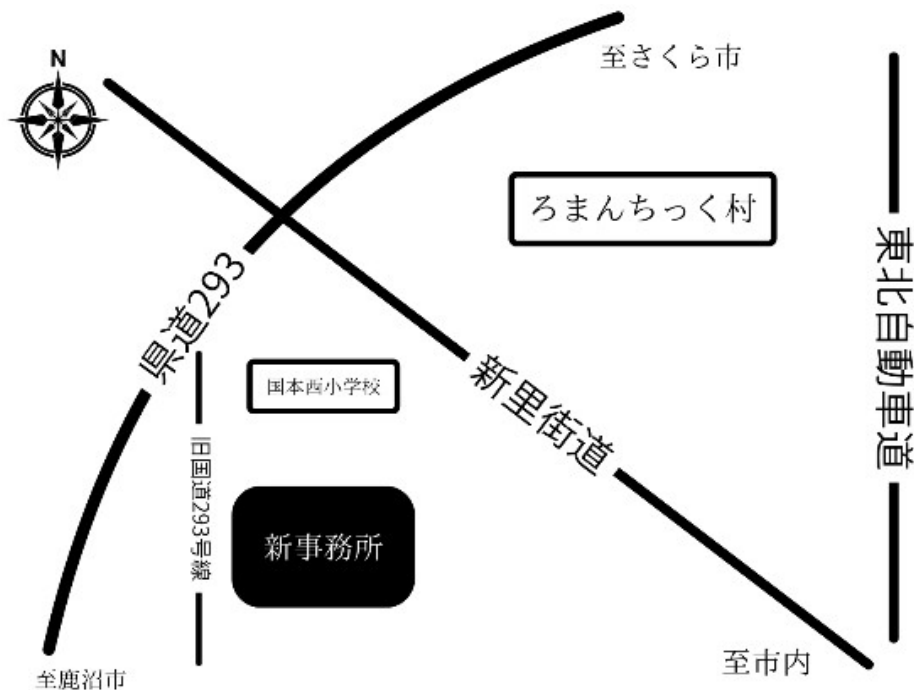 N
至さくら市
ろまんちっく村
東北自動車道
県道293
新里街道
国本西小学校
旧国道293号線
新事務所
至市内
至鹿沼市